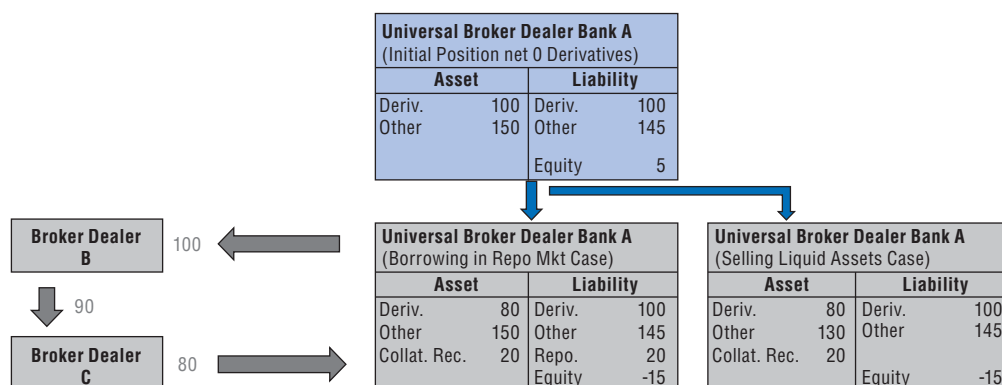 Universal Broker Dealer Bank A
(Initial Position net 0 Derivatives)
Asset Liability
Deriv. 100 Deriv. 100
Other 150 Other 145
Equity 5
Broker Dealer
B
100
90
Broker Dealer
C
80
Universal Broker Dealer Bank A
(Borrowing in Repo Mkt Case)
Asset Liability
Deriv. 80 Deriv. 100
Other 150 Other 145
Collat. Rec. 20 Repo. 20
Equity -15
Universal Broker Dealer Bank A
(Selling Liquid Assets Case)
Asset Liability
Deriv. 80 Deriv. 100
Other 130 Other 145
Collat. Rec. 20
Equity -15